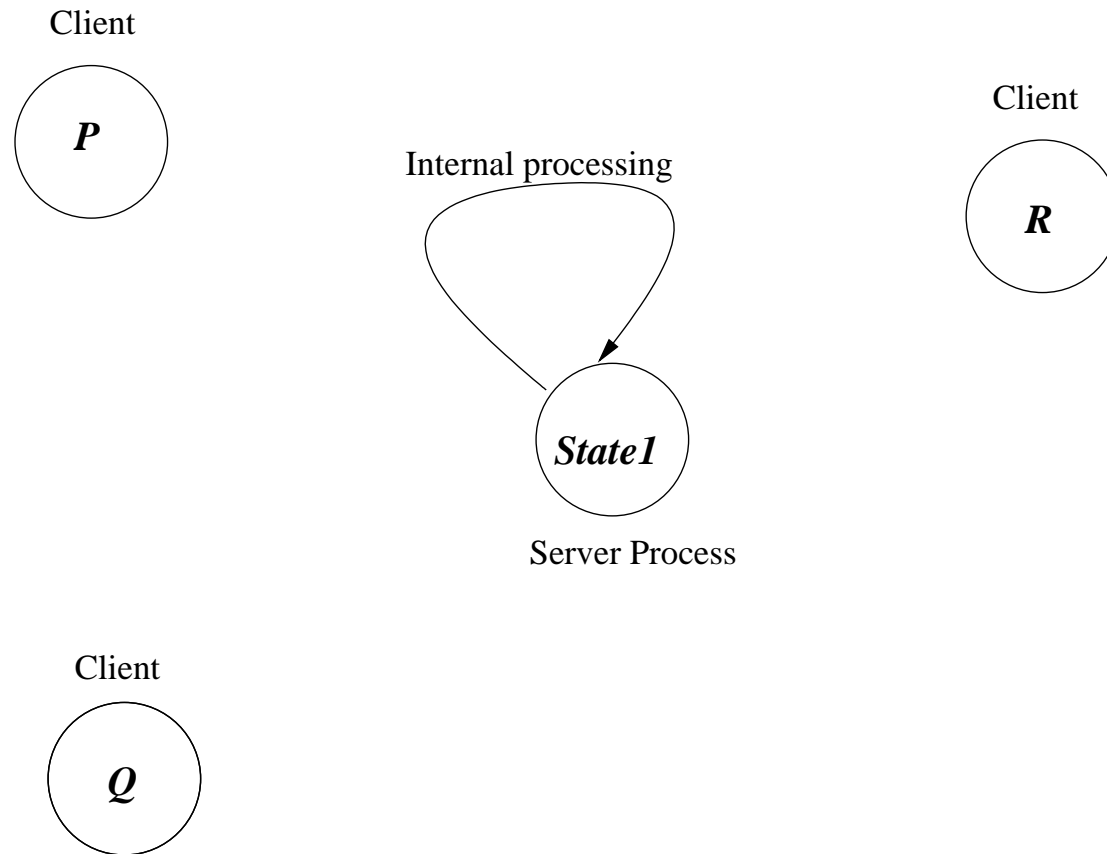 Client
P
Client
R
Internal processing
State1
Server Process
Client
Q